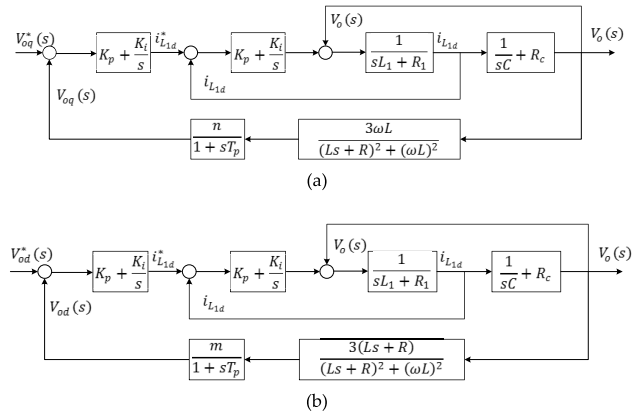 V*oq(s)
Kp + Ki/s
i*L1d
Kp + Ki/s
Vo(s)
1/(sL1 + R1)
iL1d
1/(sC) + Rc
Vo(s)
iL1d
Voq(s)
n/(1 + sTp)
3ωL/((Ls + R)² + (ωL)²)
(a)
V*od(s)
Kp + Ki/s
i*L1d
Kp + Ki/s
Vo(s)
1/(sL1 + R1)
iL1d
1/(sC) + Rc
Vo(s)
iL1d
Vod(s)
m/(1 + sTp)
3(Ls + R)/((Ls + R)² + (ωL)²)
(b)